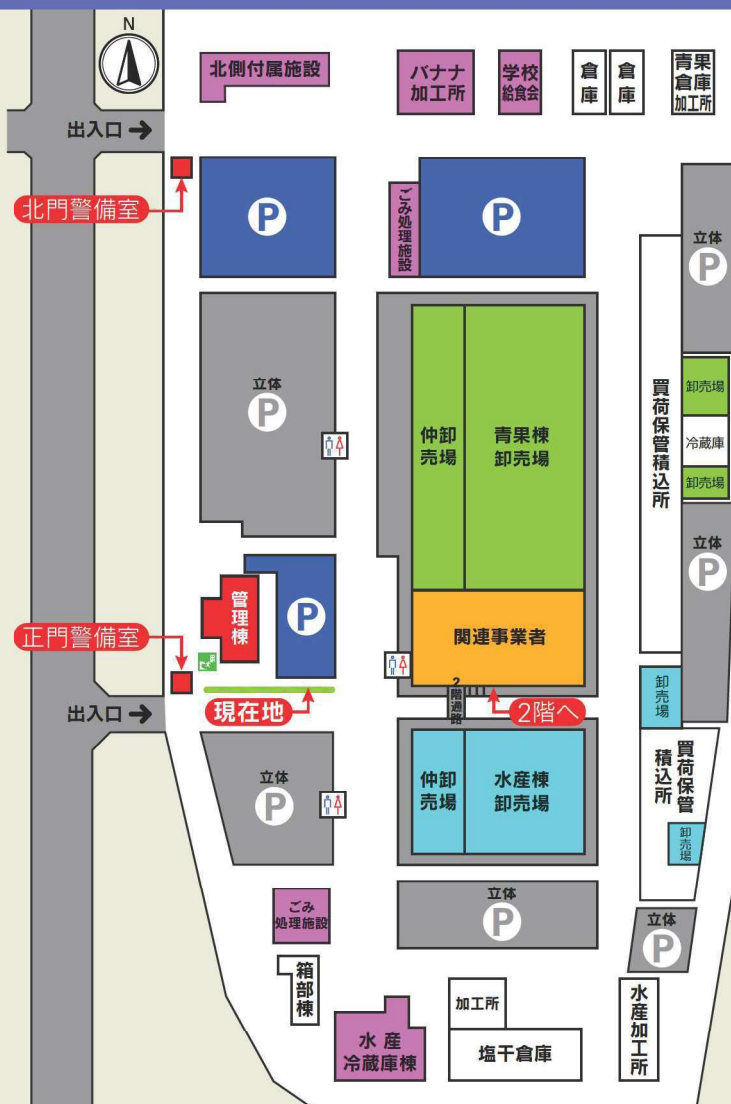 N
北側付属施設
バナナ
加工所
学校
給食会
倉庫
倉庫
青果
倉庫
加工所
出入口
北門警備室
P
ごみ処理施設
P
立体
P
立体
P
仲卸
売場
青果棟
卸売場
買荷保管積込所
卸売場
冷蔵庫
卸売場
立体
P
管理棟
P
関連事業者
正門警備室
出入口
現在地
2階通路
2階へ
卸売場
立体
P
仲卸
売場
水産棟
卸売場
買荷保管
積込所
卸売場
ごみ
処理施設
立体
P
立体
P
箱部棟
水産
冷蔵庫棟
加工所
塩干倉庫
水産加工所